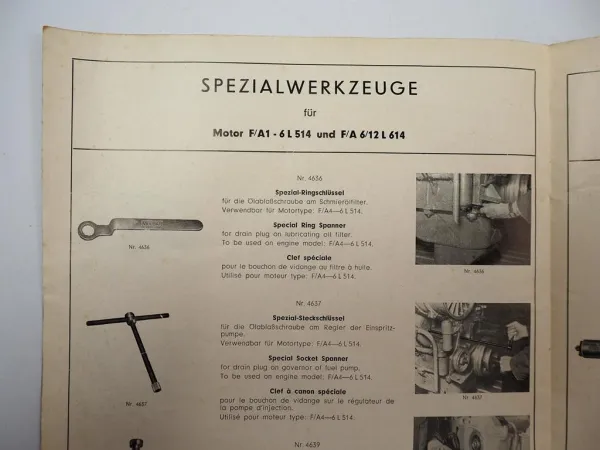 SPEZIALWERKZEUGE
für
Motor F/A1 - 6 L 514 und F/A 6/12 L 614
Nr. 4636
Spezial-Ringschlüssel
für die Ölablaßschraube am Schmierölfilter.
Verwendbar für Motortype: F/A4—6 L 514.
Special Ring Spanner
for drain plug on lubricating oil filter.
To be used on engine model: F/A4—6 L 514.
Clef spéciale
pour le bouchon de vidange au filtre à huile.
Utilisé pour moteur type: F/A4—6 L 514.
Nr. 4636
Nr. 4636
Nr. 4637
Spezial-Steckschlüssel
für die Ölablaßschraube am Regler der Einspritz-
pumpe.
Verwendbar für Motortype: F/A4—6 L 514.
Special Socket Spanner
for drain plug on governor of fuel pump.
To be used on engine model: F/A4—6 L 514.
Clef à canon spéciale
pour le bouchon de vidange sur le régulateur de
la pompe d'injection.
Utilisé pour moteur type: F/A4—6 L 514.
Nr. 4637
Nr. 4637
Nr. 4639